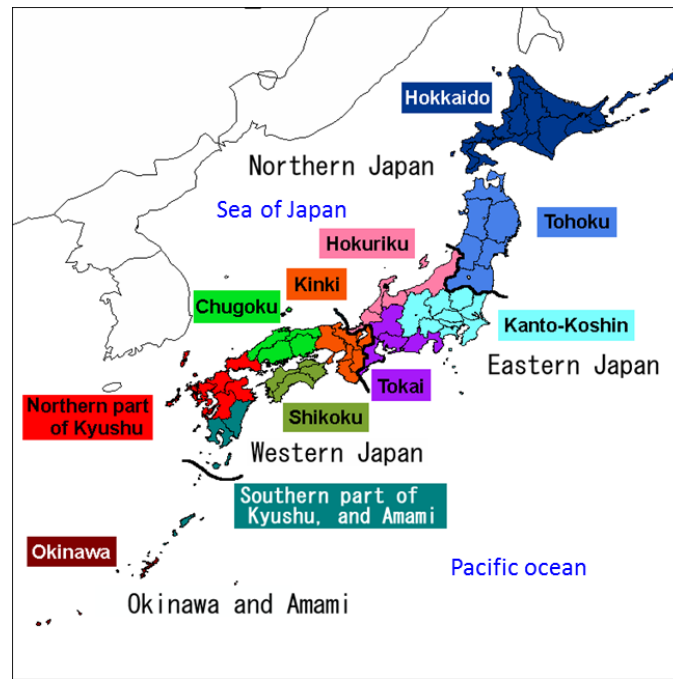 Hokkaido
Northern Japan
Sea of Japan
Tohoku
Hokuriku
Kinki
Chugoku
Kanto-Koshin
Eastern Japan
Tokai
Northern part
of Kyushu
Shikoku
Western Japan
Southern part of
Kyushu, and Amami
Okinawa
Pacific ocean
Okinawa and Amami